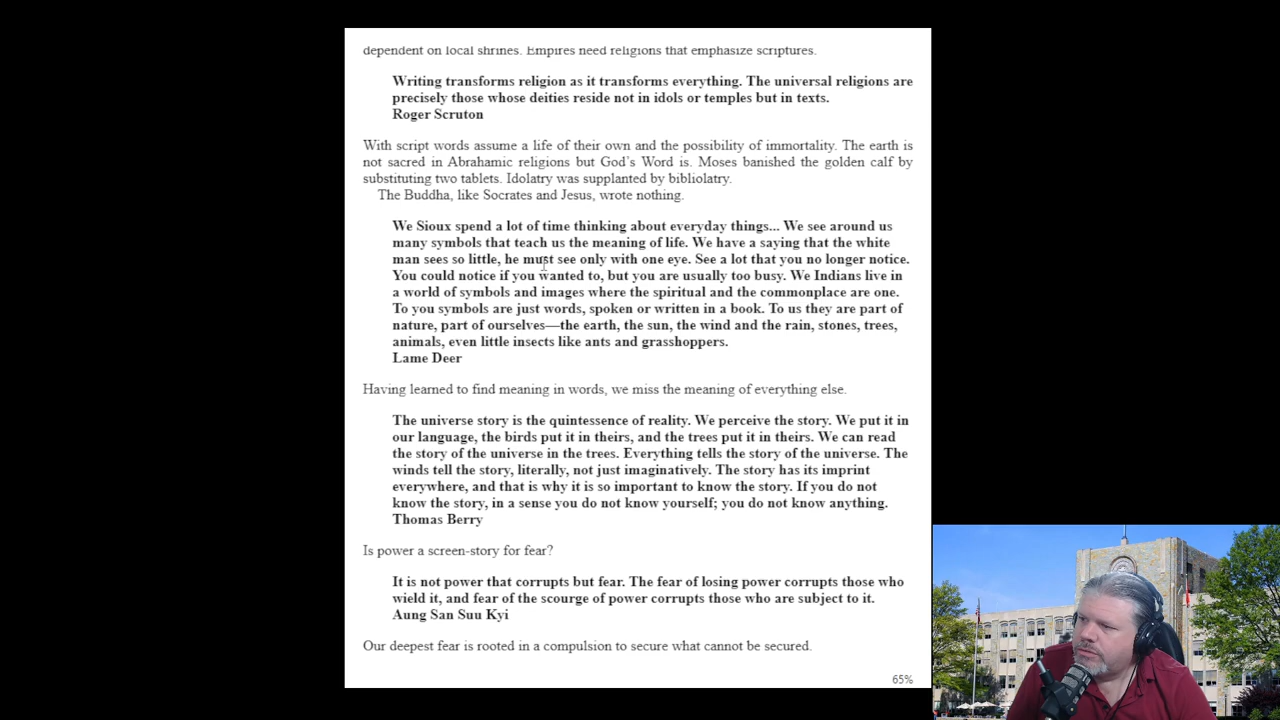 dependent on local shrines. Empires need religions that emphasize scriptures.
Writing transforms religion as it transforms everything. The universal religions are
precisely those whose deities reside not in idols or temples but in texts.
Roger Scruton
With script words assume a life of their own and the possibility of immortality. The earth is
not sacred in Abrahamic religions but God's Word is. Moses banished the golden calf by
substituting two tablets. Idolatry was supplanted by bibliolatry.
The Buddha, like Socrates and Jesus, wrote nothing.
We Sioux spend a lot of time thinking about everyday things... We see around us
many symbols that teach us the meaning of life. We have a saying that the white
man sees so little, he must see only with one eye. See a lot that you no longer notice.
You could notice if you wanted to, but you are usually too busy. We Indians live in
a world of symbols and images where the spiritual and the commonplace are one.
To you symbols are just words, spoken or written in a book. To us they are part of
nature, part of ourselves—the earth, the sun, the wind and the rain, stones, trees,
animals, even little insects like ants and grasshoppers.
Lame Deer
Having learned to find meaning in words, we miss the meaning of everything else.
The universe story is the quintessence of reality. We perceive the story. We put it in
our language, the birds put it in theirs, and the trees put it in theirs. We can read
the story of the universe in the trees. Everything tells the story of the universe. The
winds tell the story, literally, not just imaginatively. The story has its imprint
everywhere, and that is why it is so important to know the story. If you do not
know the story, in a sense you do not know yourself; you do not know anything.
Thomas Berry
Is power a screen-story for fear?
It is not power that corrupts but fear. The fear of losing power corrupts those who
wield it, and fear of the scourge of power corrupts those who are subject to it.
Aung San Suu Kyi
Our deepest fear is rooted in a compulsion to secure what cannot be secured.
65%